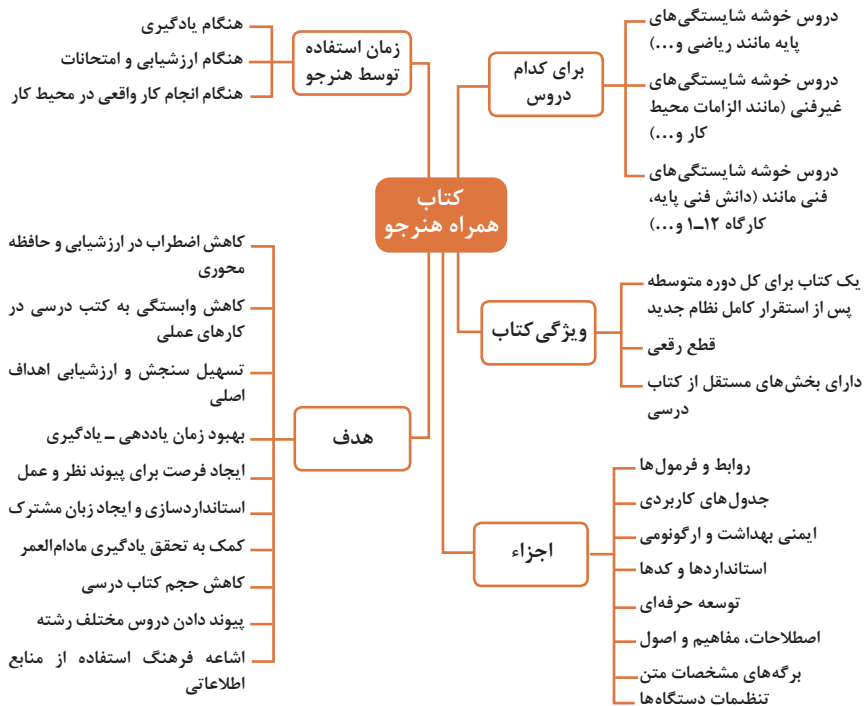 کتاب
همراه هنرجو
برای کدام
دروس
دروس خوشه شایستگی‌های
پایه مانند ریاضی و...)
دروس خوشه شایستگی‌های
غیرفنی (مانند الزامات محیط
کار و...)
دروس خوشه شایستگی‌های
فنی مانند (دانش فنی پایه،
کارگاه ۱۲ـ۱ و...)
ویژگی کتاب
یک کتاب برای کل دوره متوسطه
پس از استقرار کامل نظام جدید
قطع رقعی
دارای بخش‌های مستقل از کتاب
درسی
اجزاء
روابط و فرمول‌ها
جدول‌های کاربردی
ایمنی بهداشت و ارگونومی
استانداردها و کدها
توسعه حرفه‌ای
اصطلاحات، مفاهیم و اصول
برگه‌های مشخصات متن
تنظیمات دستگاه‌ها
زمان استفاده
توسط هنرجو
هنگام یادگیری
هنگام ارزشیابی و امتحانات
هنگام انجام کار واقعی در محیط کار
هدف
کاهش اضطراب در ارزشیابی و حافظه
محوری
کاهش وابستگی به کتب درسی در
کارهای عملی
تسهیل سنجش و ارزشیابی اهداف
اصلی
بهبود زمان یاددهی ـ یادگیری
ایجاد فرصت برای پیوند نظر و عمل
استانداردسازی و ایجاد زبان مشترک
کمک به تحقق یادگیری مادام‌العمر
کاهش حجم کتاب درسی
پیوند دادن دروس مختلف رشته
اشاعه فرهنگ استفاده از منابع
اطلاعاتی